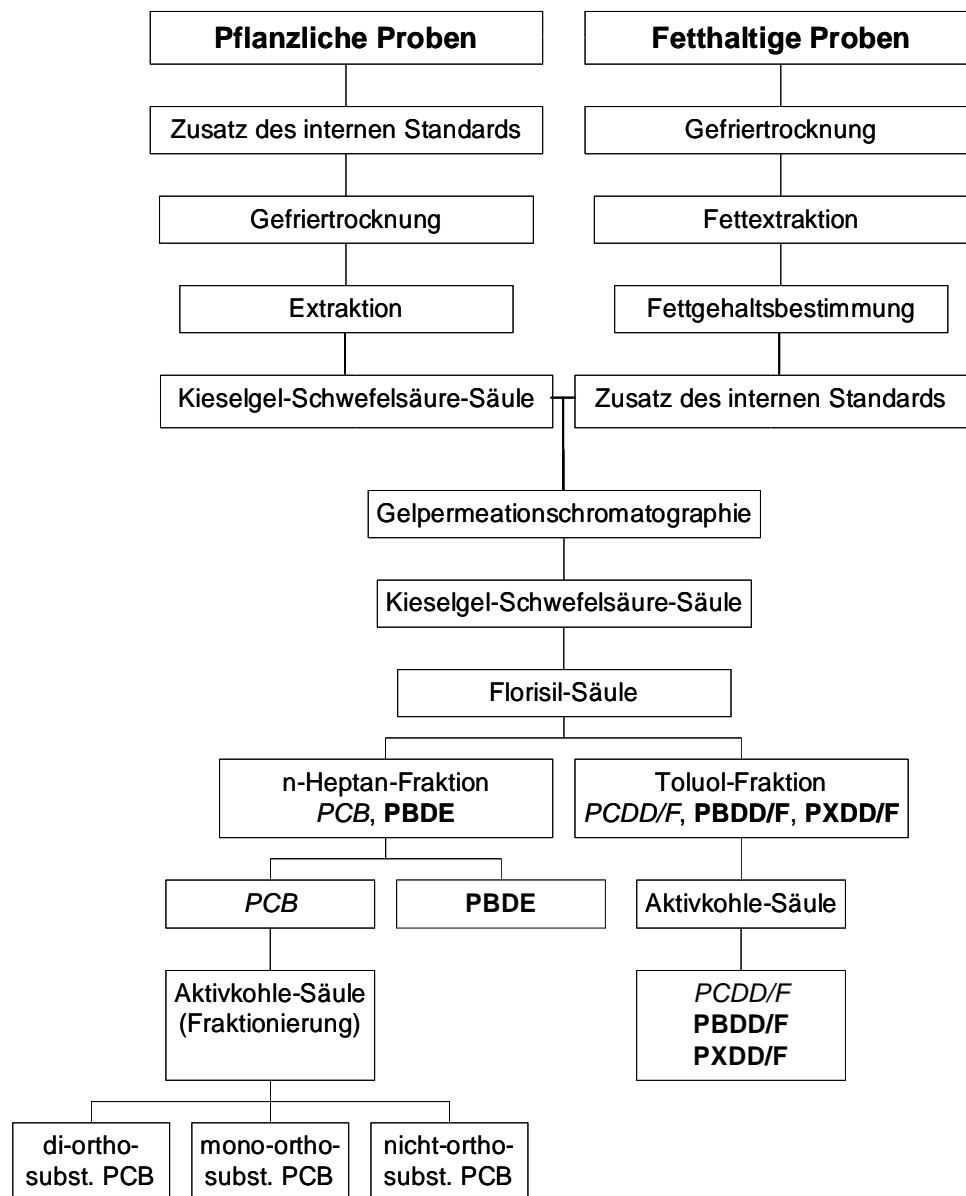 Pflanzliche Proben
Fetthaltige Proben
Zusatz des internen Standards
Gefriertrocknung
Gefriertrocknung
Fettextraktion
Extraktion
Fettgehaltsbestimmung
Kieselgel-Schwefelsäure-Säule
Zusatz des internen Standards
Gelpermeationschromatographie
Kieselgel-Schwefelsäure-Säule
Florisil-Säule
n-Heptan-Fraktion
PCB, PBDE
Toluol-Fraktion
PCDD/F, PBDD/F, PXDD/F
PCB
PBDE
Aktivkohle-Säule
Aktivkohle-Säule
(Fraktionierung)
PCDD/F
PBDD/F
PXDD/F
di-ortho-
subst. PCB
mono-ortho-
subst. PCB
nicht-ortho-
subst. PCB